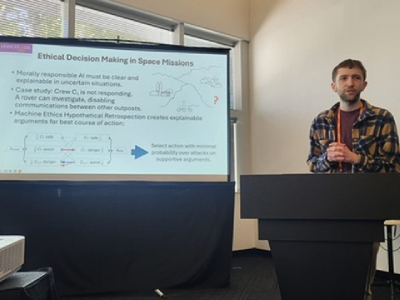 Ethical Decision Making in Space Missions
• Morally responsible AI must be clear and
explainable in uncertain situations.
• Case study: Crew C₁ is not responding.
A rover can investigate, disabling
communications between other outposts.
• Machine Ethics Hypothetical Retrospection creates explainable
arguments for best course of action:
?
Select action with minimal
probability over attacks on
supportive arguments.